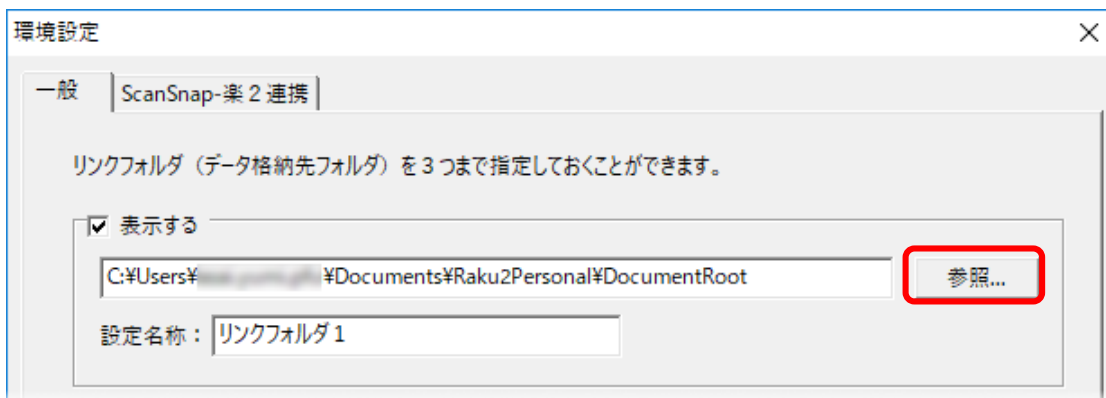 環境設定
一般
ScanSnap-楽２連携
リンクフォルダ（データ格納先フォルダ）を３つまで指定しておくことができます。
表示する
C:¥Users¥ ¥Documents¥Raku2Personal¥DocumentRoot
参照...
設定名称：リンクフォルダ１